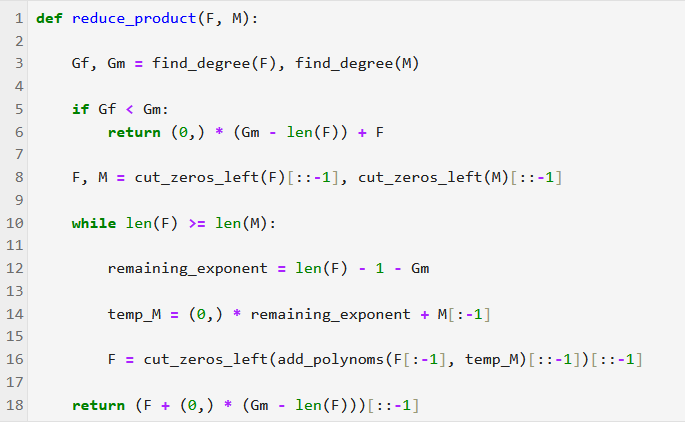 1 def reduce_product(F, M):
2
3     Gf, Gm = find_degree(F), find_degree(M)
4
5     if Gf < Gm:
6         return (0,) * (Gm - len(F)) + F
7
8     F, M = cut_zeros_left(F)[::-1], cut_zeros_left(M)[::-1]
9
10     while len(F) >= len(M):
11
12         remaining_exponent = len(F) - 1 - Gm
13
14         temp_M = (0,) * remaining_exponent + M[:-1]
15
16         F = cut_zeros_left(add_polynoms(F[:-1], temp_M)[::-1])[::-1]
17
18     return (F + (0,) * (Gm - len(F)))[::-1]